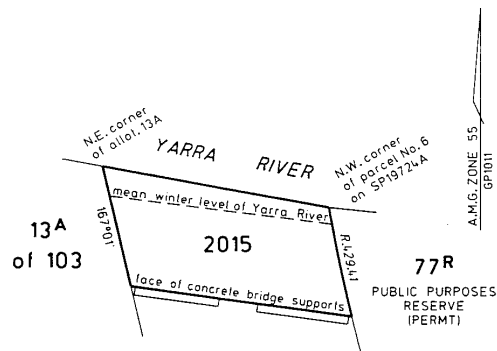 N.E. corner
of allot. 13A
YARRA RIVER
N.W. corner
of parcel No. 6
on SP19724A
A.M.G. ZONE 55
GP1011
mean winter level of Yarra River
13A
of 103
167°01'
2015
R.429.41
77R
PUBLIC PURPOSES
RESERVE
(PERMT)
face of concrete bridge supports